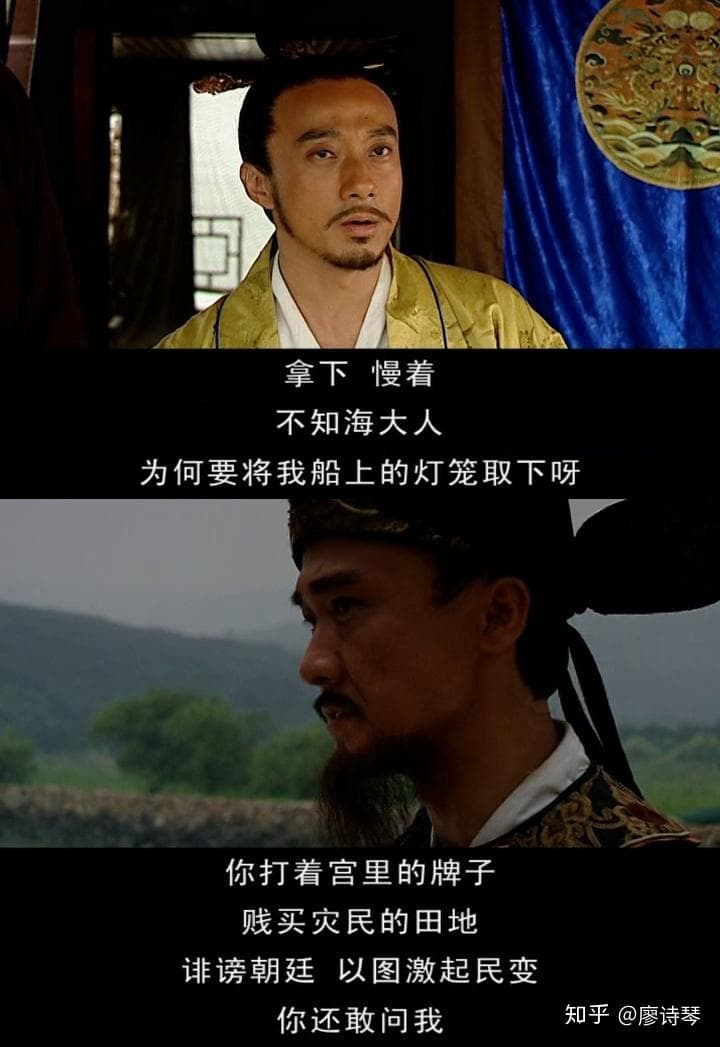 拿下 慢着
不知海大人
为何要将我船上的灯笼取下呀
你打着宫里的牌子
贱买灾民的田地
诽谤朝廷 以图激起民变
你还敢问我
知乎 @廖诗琴